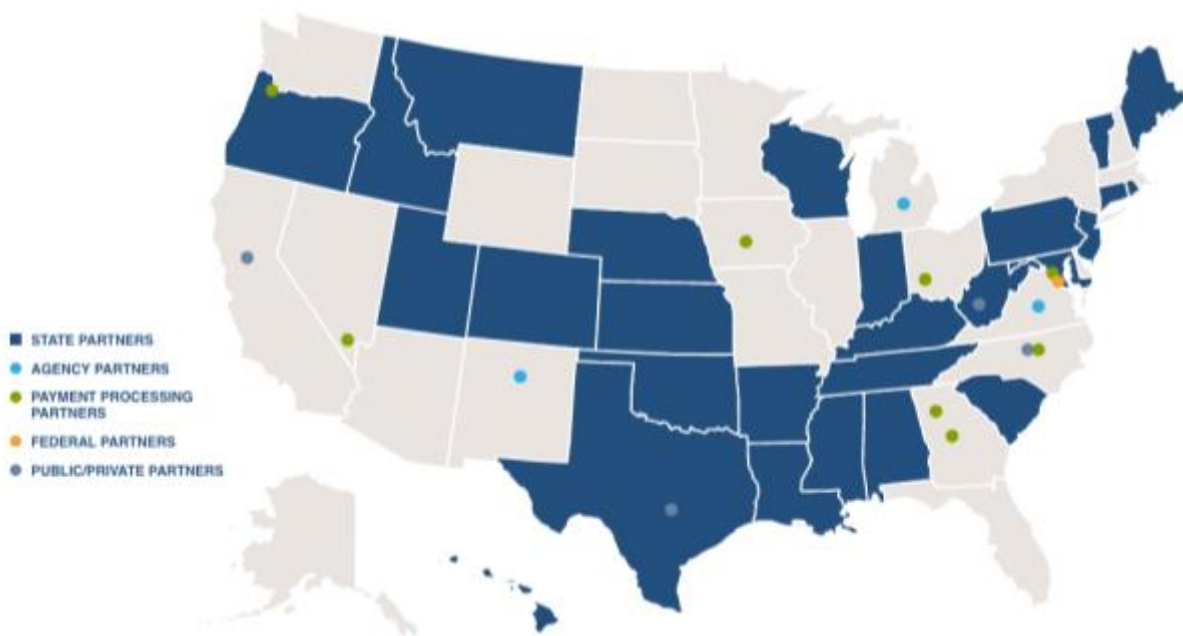 STATE PARTNERS
AGENCY PARTNERS
PAYMENT PROCESSING
PARTNERS
FEDERAL PARTNERS
PUBLIC/PRIVATE PARTNERS